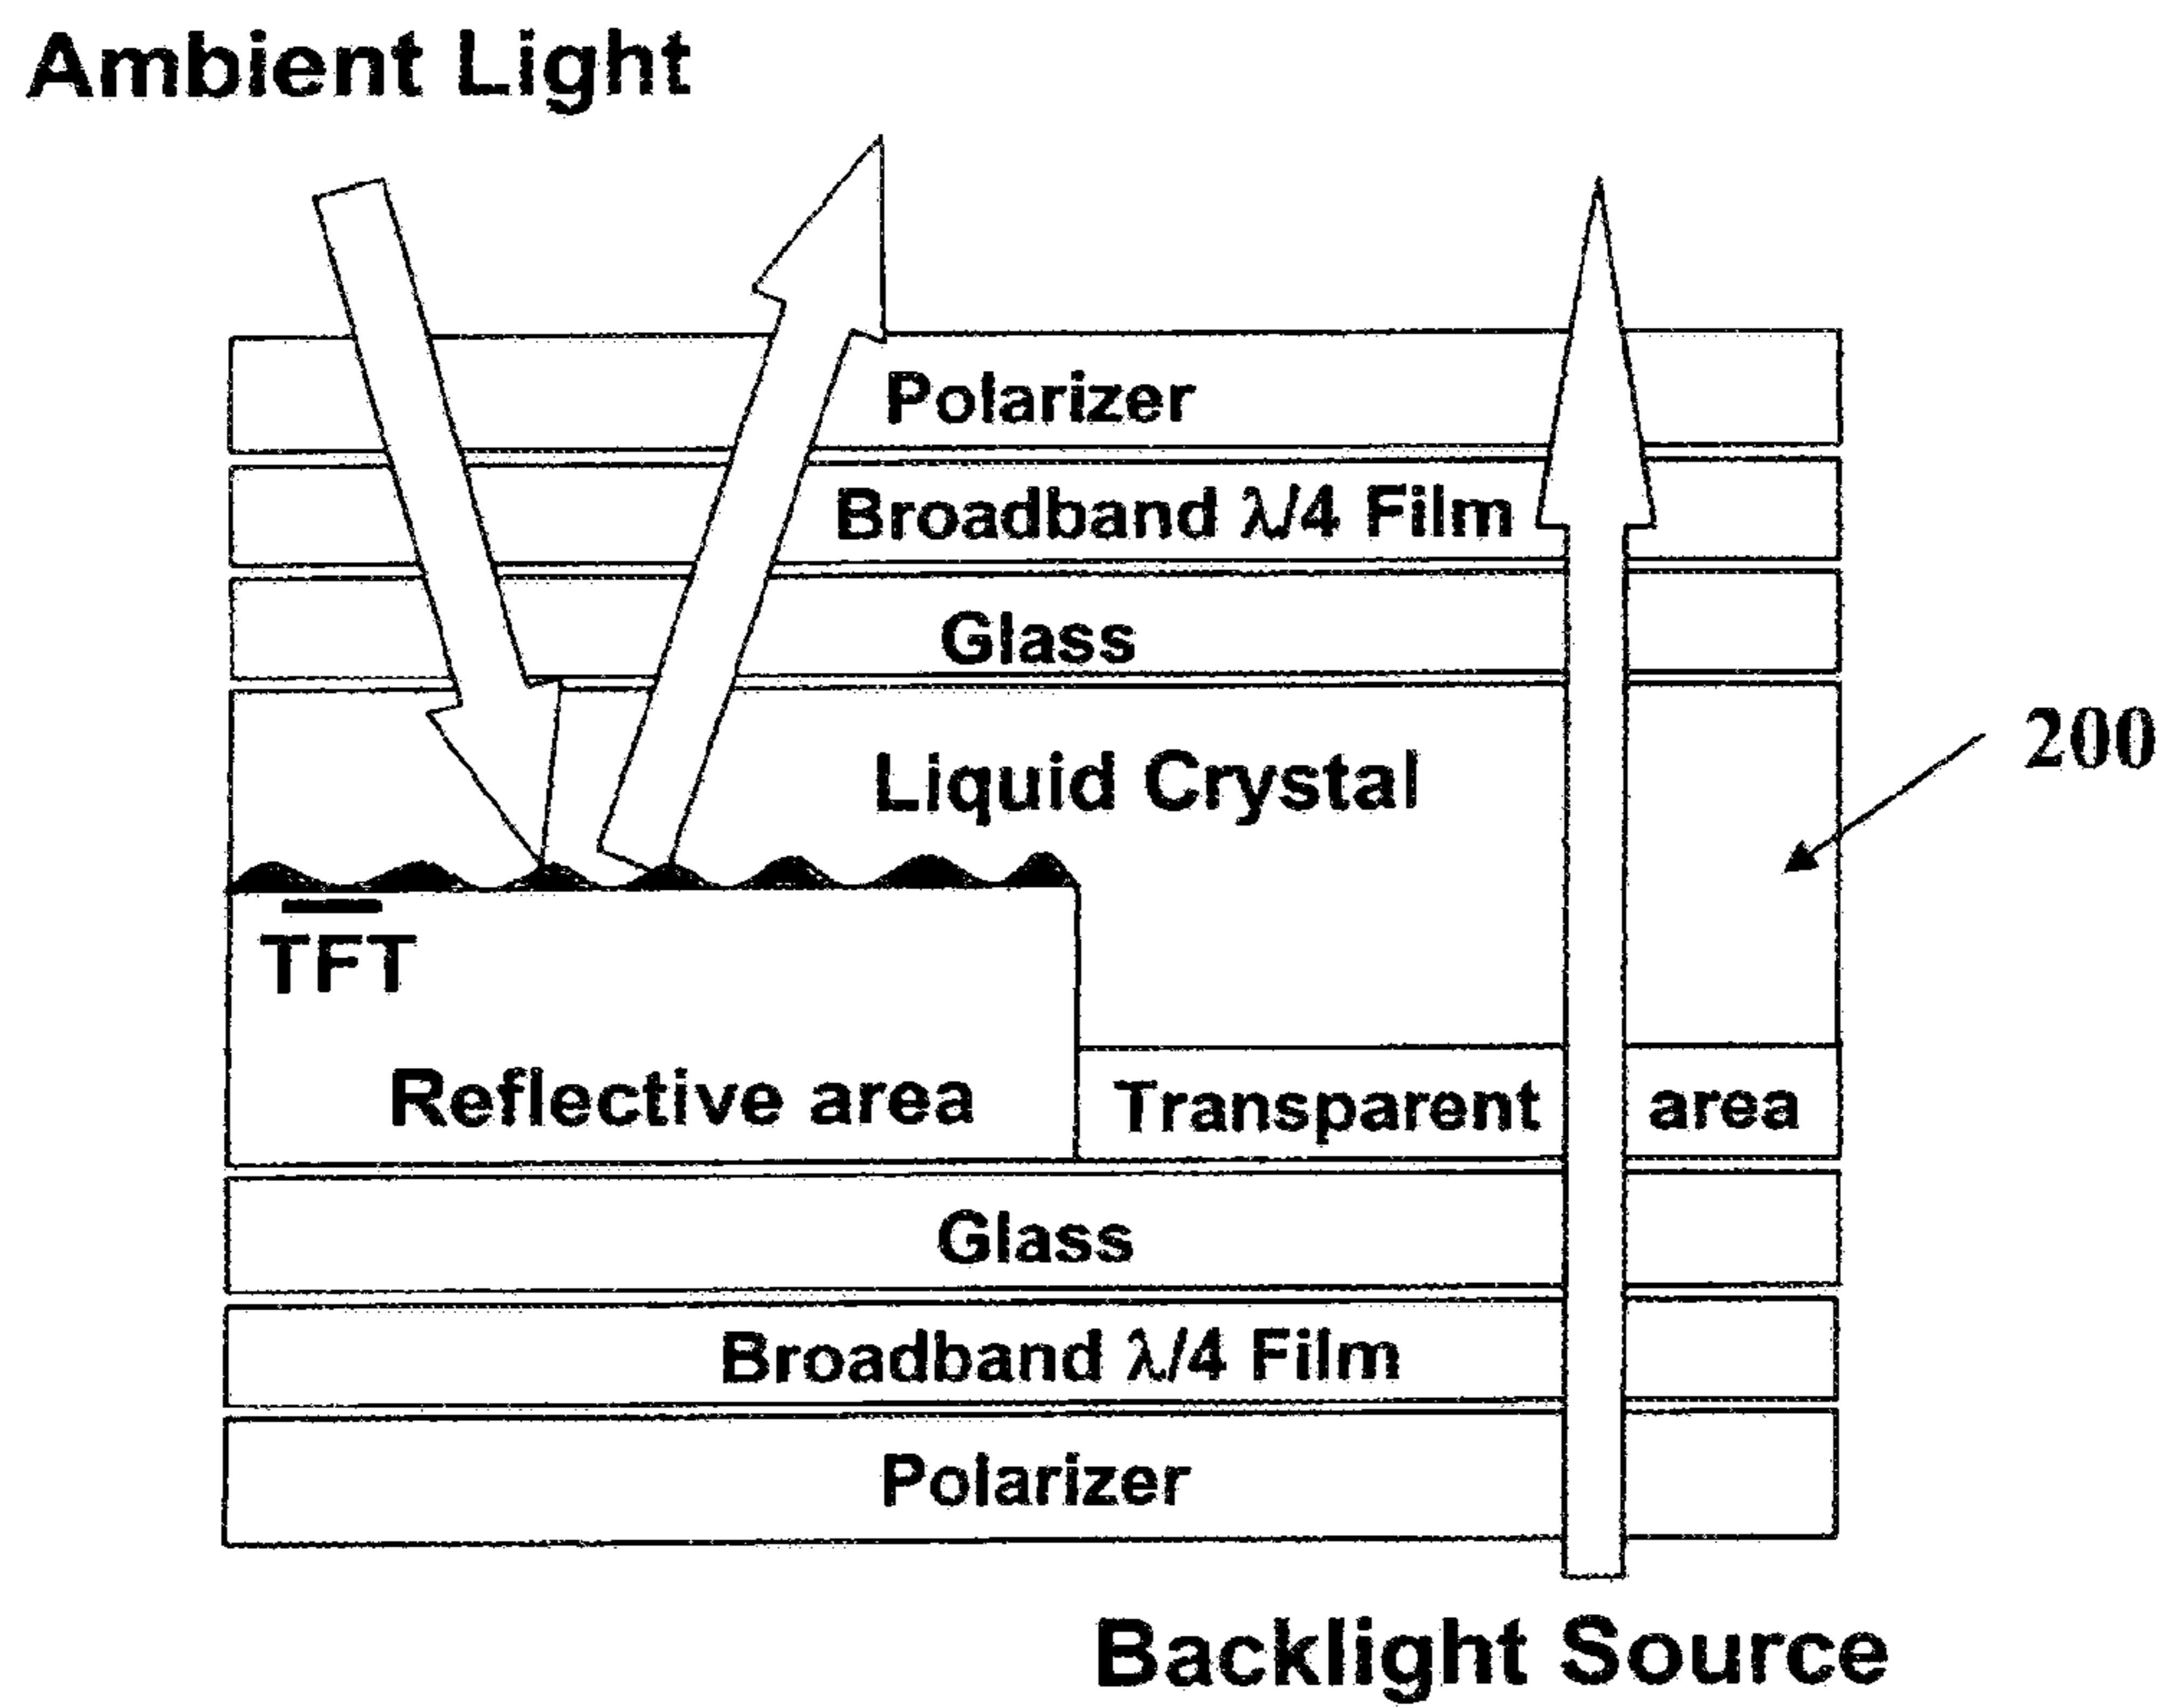 Ambient Light
Polarizer
Broadband λ/4 Film
Glass
Liquid Crystal
200
TFT
Reflective area
Transparent area
Glass
Broadband λ/4 Film
Polarizer
Backlight Source